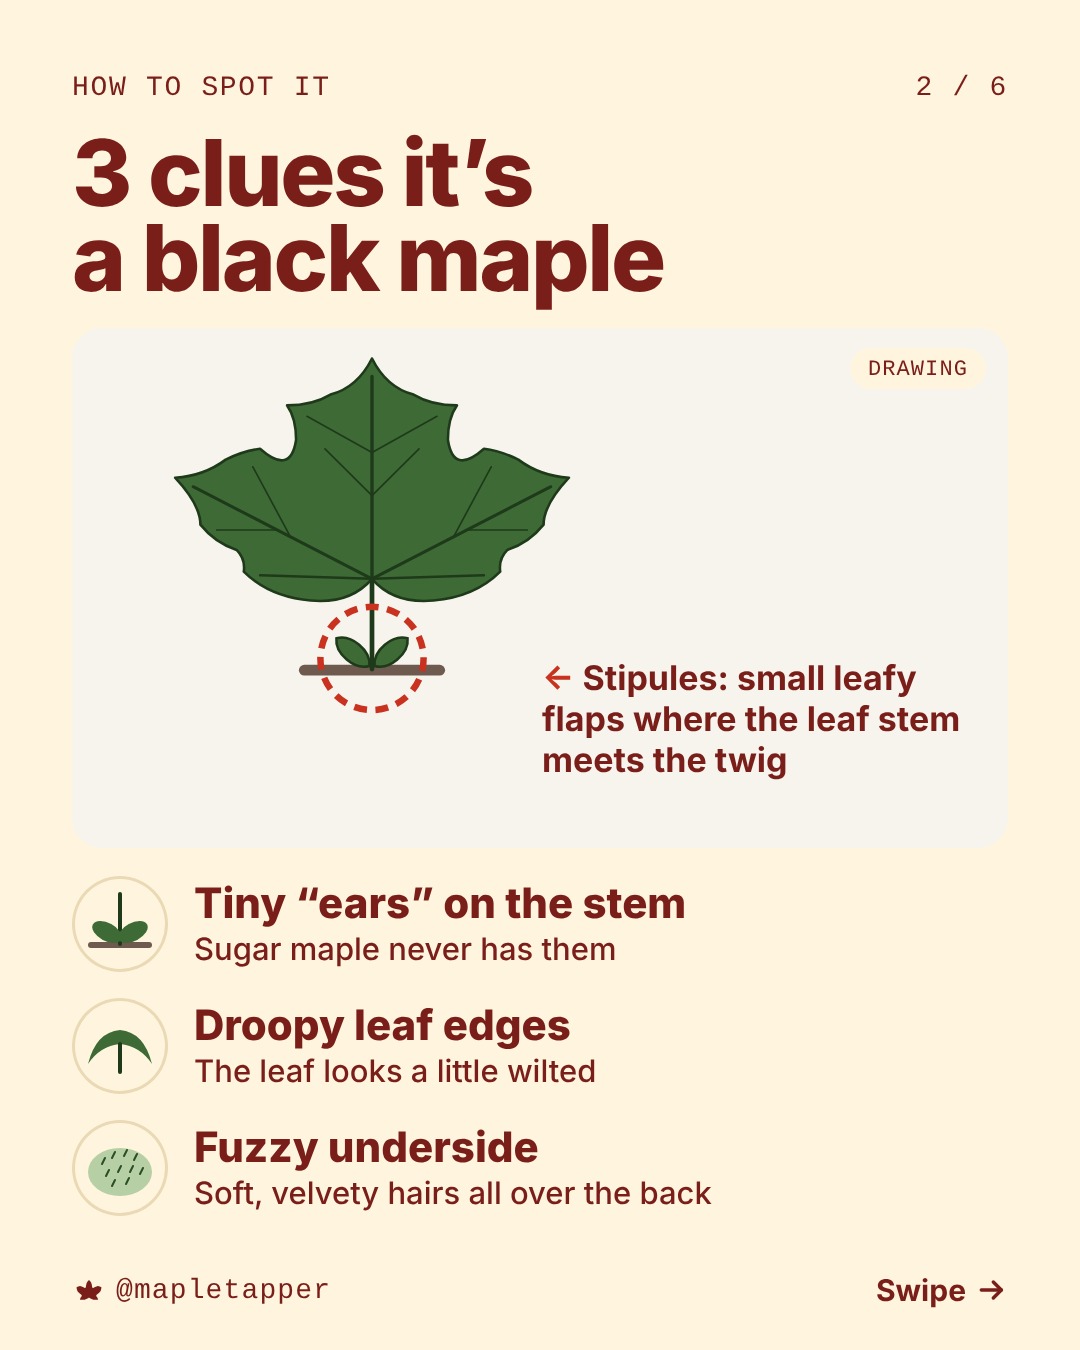 HOW TO SPOT IT
2 / 6
3 clues it’s
a black maple
DRAWING
← Stipules: small leafy
flaps where the leaf stem
meets the twig
Tiny “ears” on the stem
Sugar maple never has them
Droopy leaf edges
The leaf looks a little wilted
Fuzzy underside
Soft, velvety hairs all over the back
@mapletapper
Swipe →